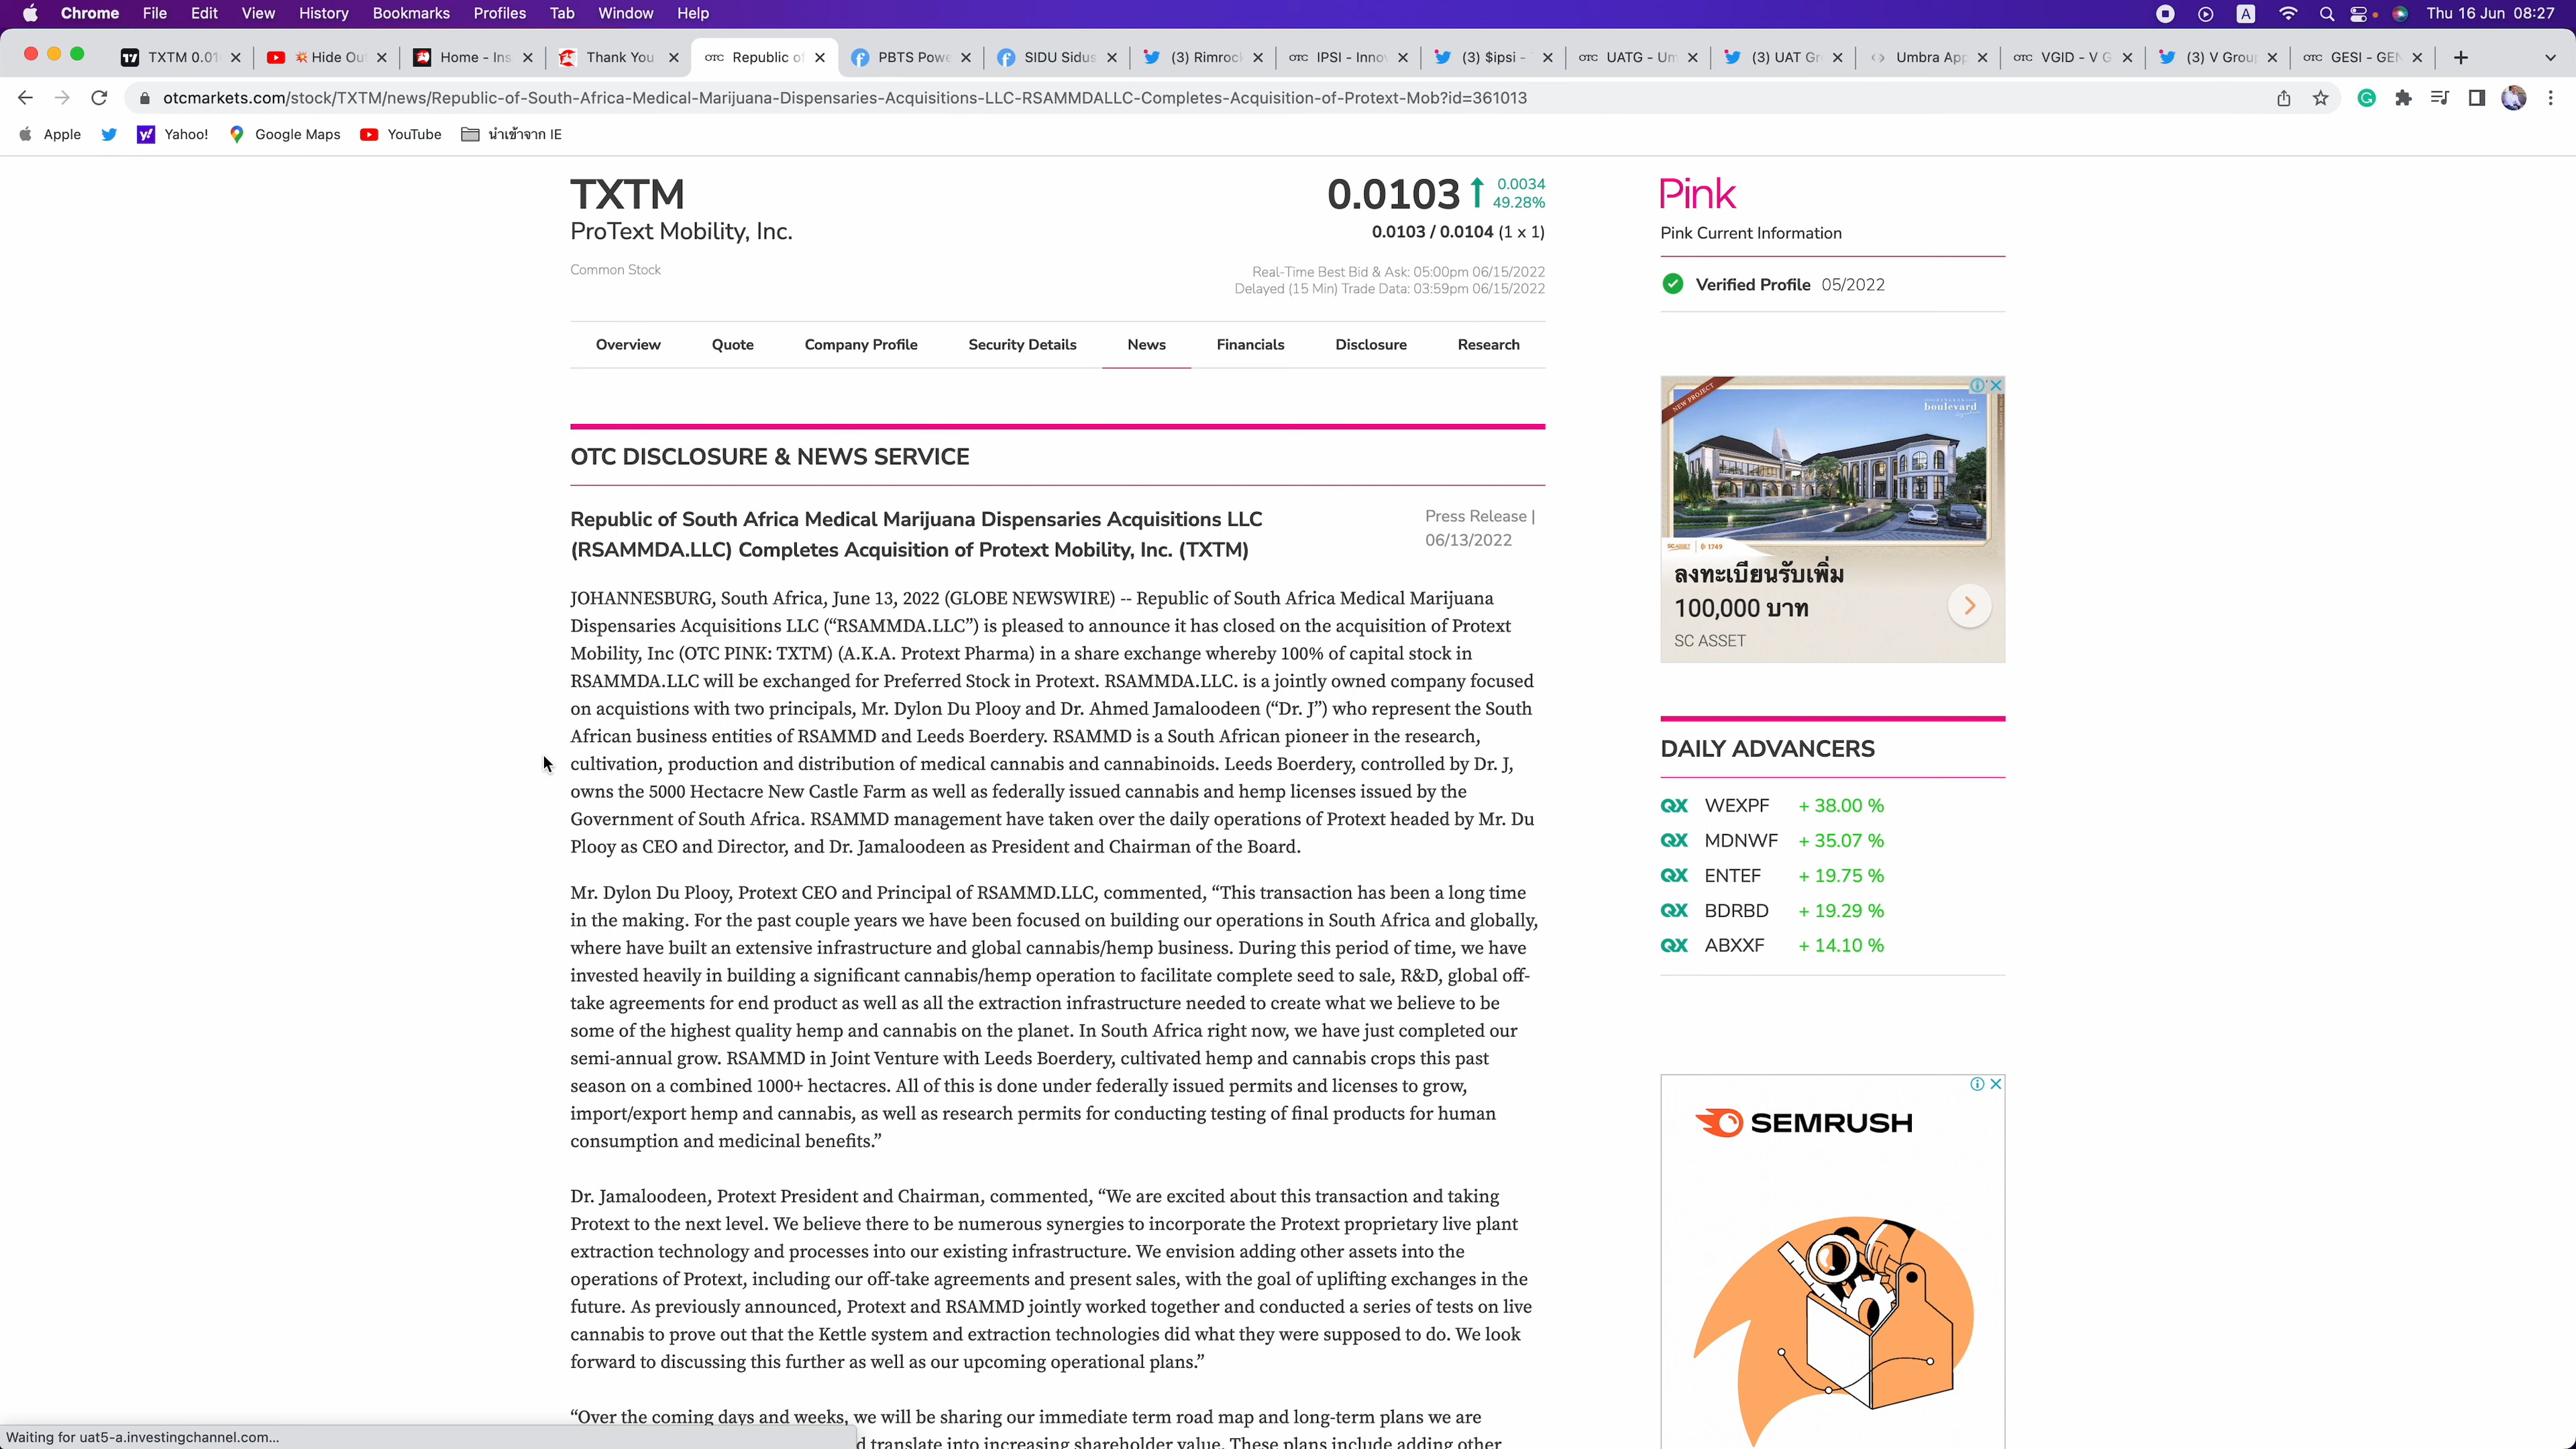 Chrome File Edit View History Bookmarks Profiles Tab Window Help
A Thu 16 Jun 08:27
TXTM 0.01 Hide Ou Home - Ins Thank You OTC Republic of PBTS Powe SIDU Sidus (3) Rimroc OTC IPSI - Innov (3) $ipsi - OTC UATG - Um (3) UAT Gr Umbra App OTC VGID - V G (3) V Group OTC GESI - GEN
otcmarkets.com/stock/TXTM/news/Republic-of-South-Africa-Medical-Marijuana-Dispensaries-Acquisitions-LLC-RSAMMDALLC-Completes-Acquisition-of-Protext-Mob?id=361013
Apple Yahoo! Google Maps YouTube นำเข้าจาก IE
TXTM
ProText Mobility, Inc.
Common Stock
0.0103 0.0034
49.28%
0.0103 / 0.0104 (1 x 1)
Real-Time Best Bid & Ask: 05:00pm 06/15/2022
Delayed (15 Min) Trade Data: 03:59pm 06/15/2022
Overview Quote Company Profile Security Details News Financials Disclosure Research
OTC DISCLOSURE & NEWS SERVICE
Republic of South Africa Medical Marijuana Dispensaries Acquisitions LLC
(RSAMMDA.LLC) Completes Acquisition of Protext Mobility, Inc. (TXTM)
Press Release |
06/13/2022
JOHANNESBURG, South Africa, June 13, 2022 (GLOBE NEWSWIRE) -- Republic of South Africa Medical Marijuana
Dispensaries Acquisitions LLC (“RSAMMDA.LLC”) is pleased to announce it has closed on the acquisition of Protext
Mobility, Inc (OTC PINK: TXTM) (A.K.A. Protext Pharma) in a share exchange whereby 100% of capital stock in
RSAMMDA.LLC will be exchanged for Preferred Stock in Protext. RSAMMDA.LLC. is a jointly owned company focused
on acquistions with two principals, Mr. Dylon Du Plooy and Dr. Ahmed Jamaloodeen (“Dr. J”) who represent the South
African business entities of RSAMMD and Leeds Boerdery. RSAMMD is a South African pioneer in the research,
cultivation, production and distribution of medical cannabis and cannabinoids. Leeds Boerdery, controlled by Dr. J,
owns the 5000 Hectacre New Castle Farm as well as federally issued cannabis and hemp licenses issued by the
Government of South Africa. RSAMMD management have taken over the daily operations of Protext headed by Mr. Du
Plooy as CEO and Director, and Dr. Jamaloodeen as President and Chairman of the Board.
Mr. Dylon Du Plooy, Protext CEO and Principal of RSAMMD.LLC, commented, “This transaction has been a long time
in the making. For the past couple years we have been focused on building our operations in South Africa and globally,
where have built an extensive infrastructure and global cannabis/hemp business. During this period of time, we have
invested heavily in building a significant cannabis/hemp operation to facilitate complete seed to sale, R&D, global off-
take agreements for end product as well as all the extraction infrastructure needed to create what we believe to be
some of the highest quality hemp and cannabis on the planet. In South Africa right now, we have just completed our
semi-annual grow. RSAMMD in Joint Venture with Leeds Boerdery, cultivated hemp and cannabis crops this past
season on a combined 1000+ hectacres. All of this is done under federally issued permits and licenses to grow,
import/export hemp and cannabis, as well as research permits for conducting testing of final products for human
consumption and medicinal benefits.”
Dr. Jamaloodeen, Protext President and Chairman, commented, “We are excited about this transaction and taking
Protext to the next level. We believe there to be numerous synergies to incorporate the Protext proprietary live plant
extraction technology and processes into our existing infrastructure. We envision adding other assets into the
operations of Protext, including our off-take agreements and present sales, with the goal of uplifting exchanges in the
future. As previously announced, Protext and RSAMMD jointly worked together and conducted a series of tests on live
cannabis to prove out that the Kettle system and extraction technologies did what they were supposed to do. We look
forward to discussing this further as well as our upcoming operational plans.”
“Over the coming days and weeks, we will be sharing our immediate term road map and long-term plans we are
d translate into increasing shareholder value. These plans include adding other
Waiting for uat5-a.investingchannel.com...
Pink
Pink Current Information
Verified Profile 05/2022
NEW PROJECT
boulevard
SC ASSET 1749
ลงทะเบียนรับเพิ่ม
100,000 บาท
SC ASSET
DAILY ADVANCERS
QX WEXPF + 38.00 %
QX MDNWF + 35.07 %
QX ENTEF + 19.75 %
QX BDRBD + 19.29 %
QX ABXXF + 14.10 %
SEMRUSH